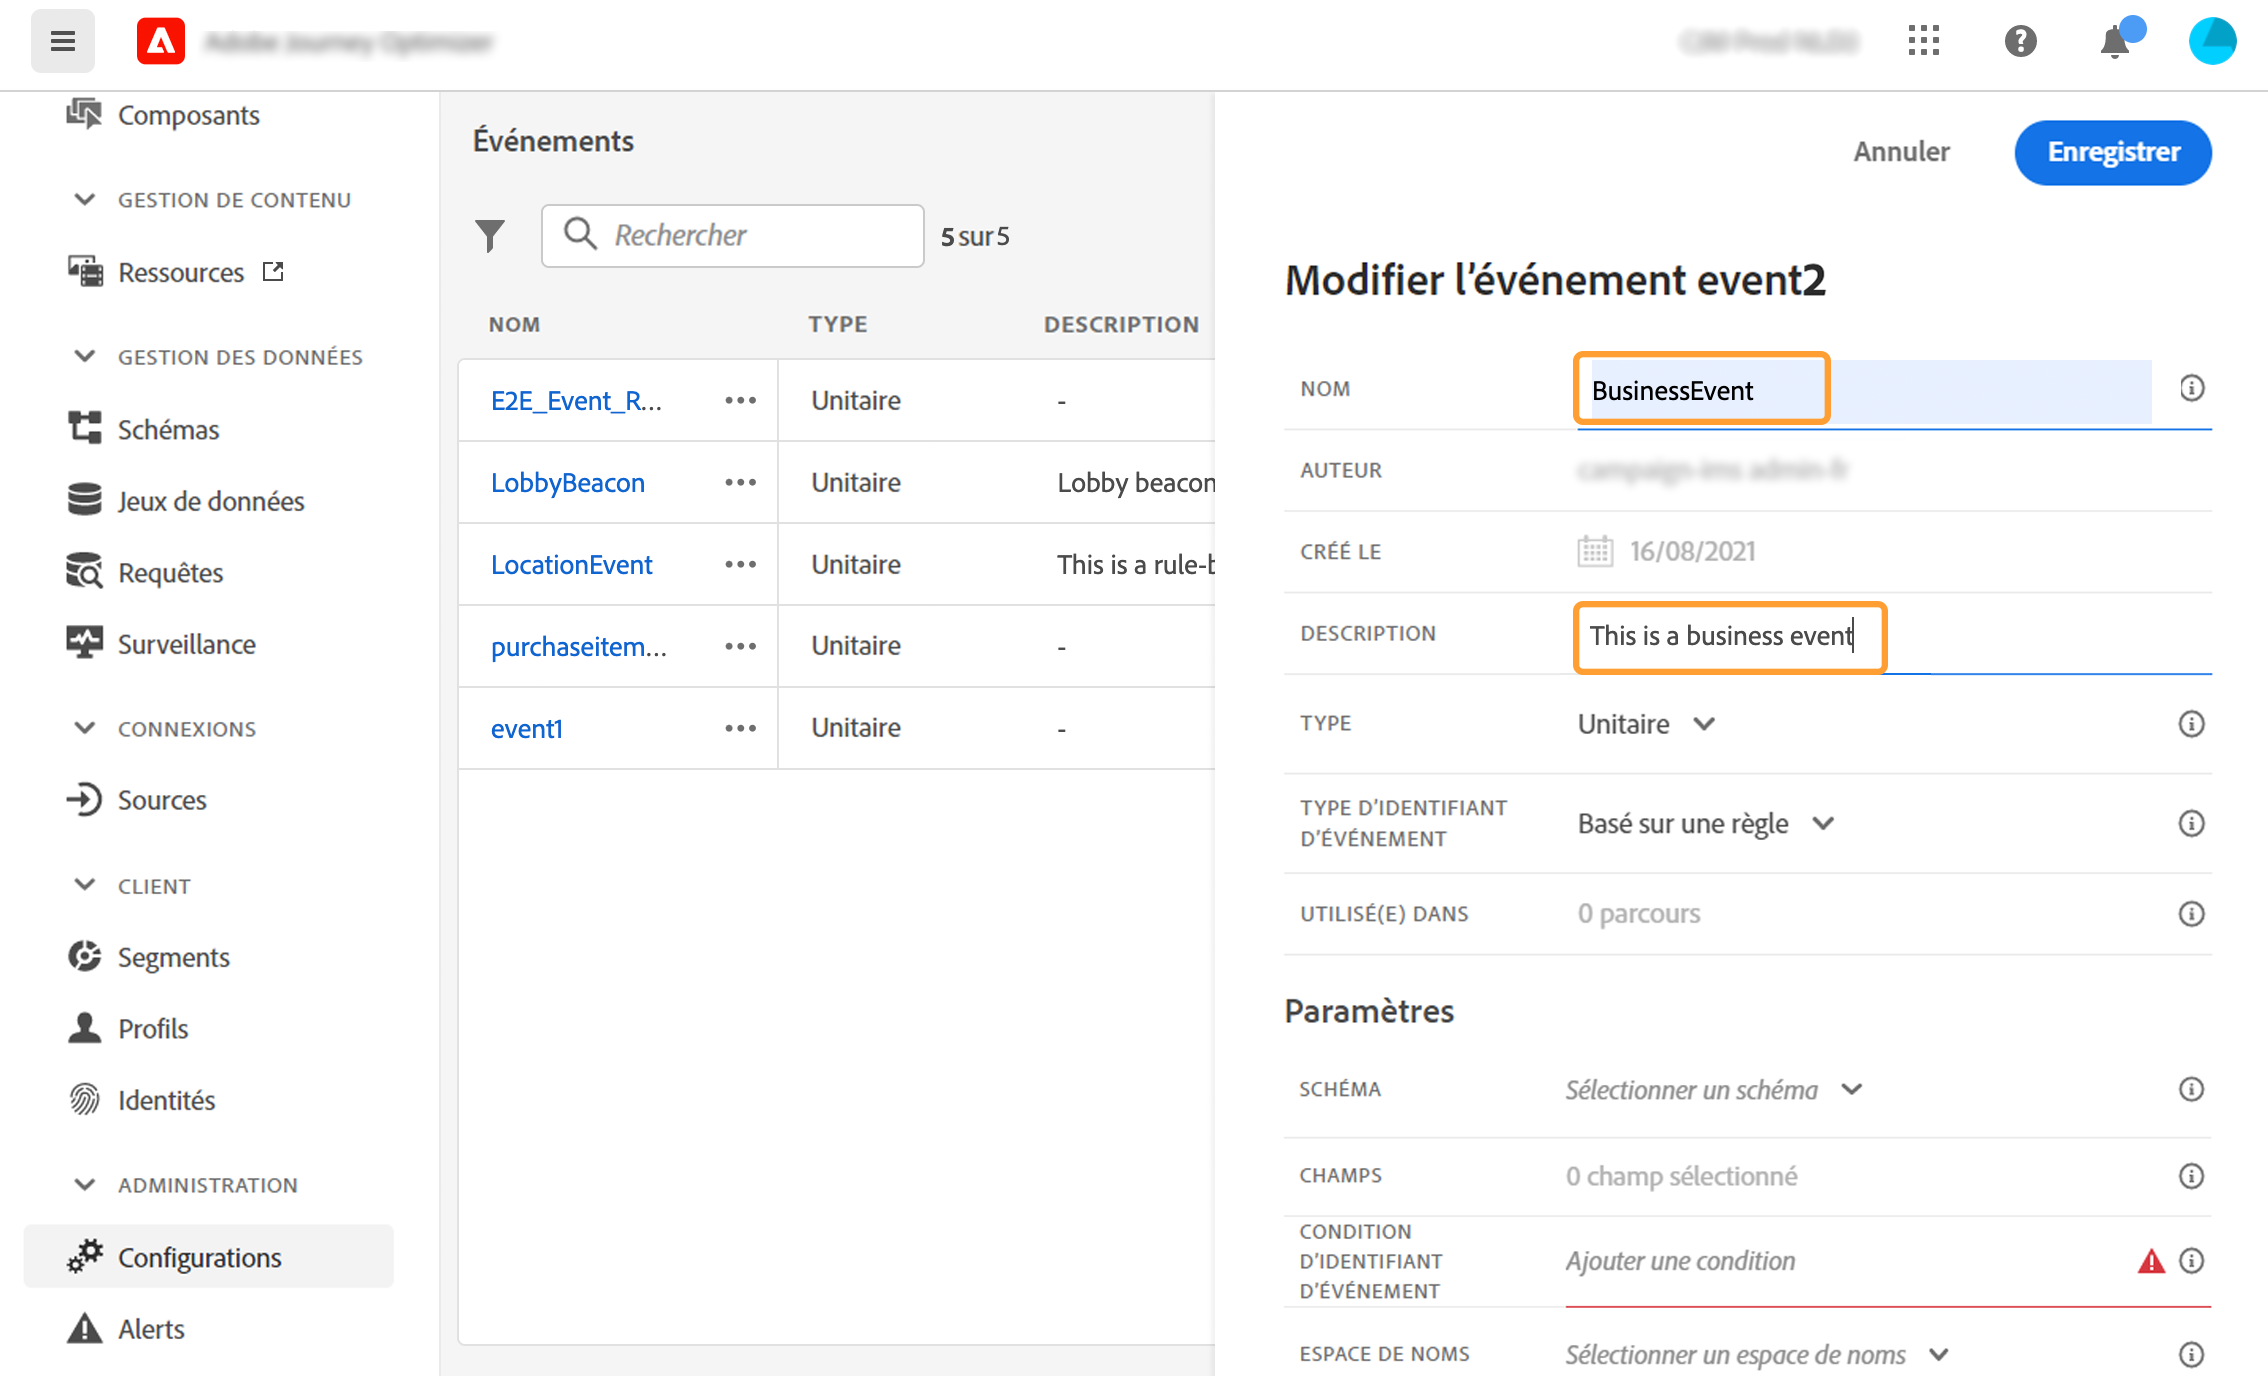 Composants
GESTION DE CONTENU
Ressources
GESTION DES DONNÉES
Schémas
Jeux de données
Requêtes
Surveillance
CONNEXIONS
Sources
CLIENT
Segments
Profils
Identités
ADMINISTRATION
Configurations
Alerts
Événements
Rechercher
5 sur 5
NOM TYPE DESCRIPTION
E2E_Event_R... Unitaire -
LobbyBeacon Unitaire Lobby beacon
LocationEvent Unitaire This is a rule-b
purchaseitem... Unitaire -
event1 Unitaire -
Annuler Enregistrer
Modifier l’événement event2
NOM BusinessEvent
AUTEUR
CRÉÉ LE 16/08/2021
DESCRIPTION This is a business event
TYPE Unitaire
TYPE D’IDENTIFIANT
D’ÉVÉNEMENT
Basé sur une règle
UTILISÉ(E) DANS 0 parcours
Paramètres
SCHÉMA Sélectionner un schéma
CHAMPS 0 champ sélectionné
CONDITION
D’IDENTIFIANT
D’ÉVÉNEMENT
Ajouter une condition
ESPACE DE NOMS Sélectionner un espace de noms